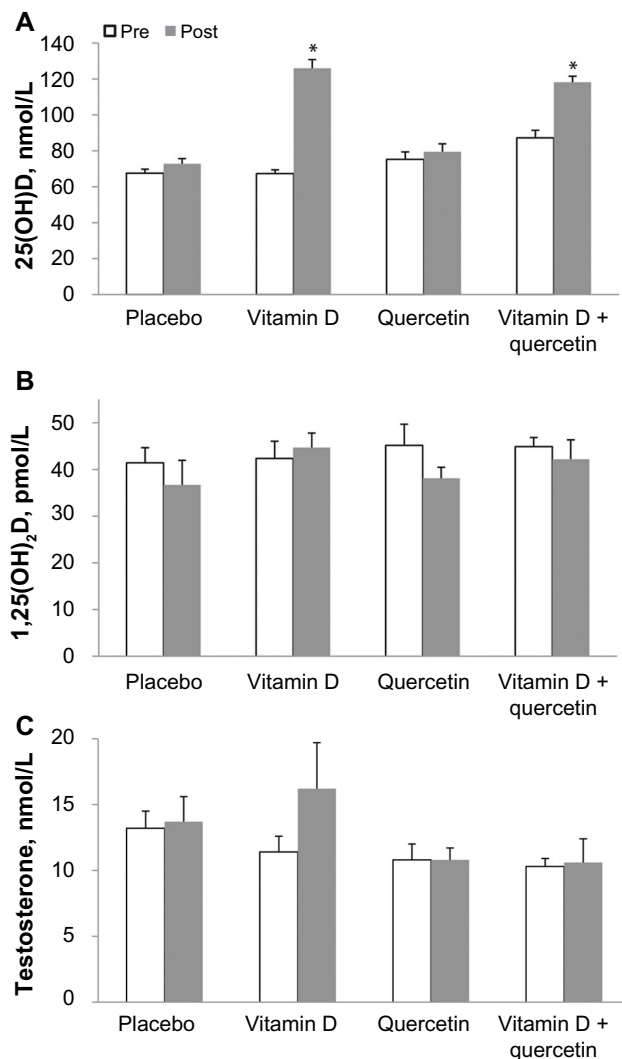 A
Pre Post
25(OH)D, nmol/L
140
120
100
80
60
40
20
0
*
*
Placebo Vitamin D Quercetin Vitamin D +
quercetin
B
1,25(OH)₂D, pmol/L
50
40
30
20
10
0
Placebo Vitamin D Quercetin Vitamin D +
quercetin
C
Testosterone, nmol/L
20
15
10
5
0
Placebo Vitamin D Quercetin Vitamin D +
quercetin